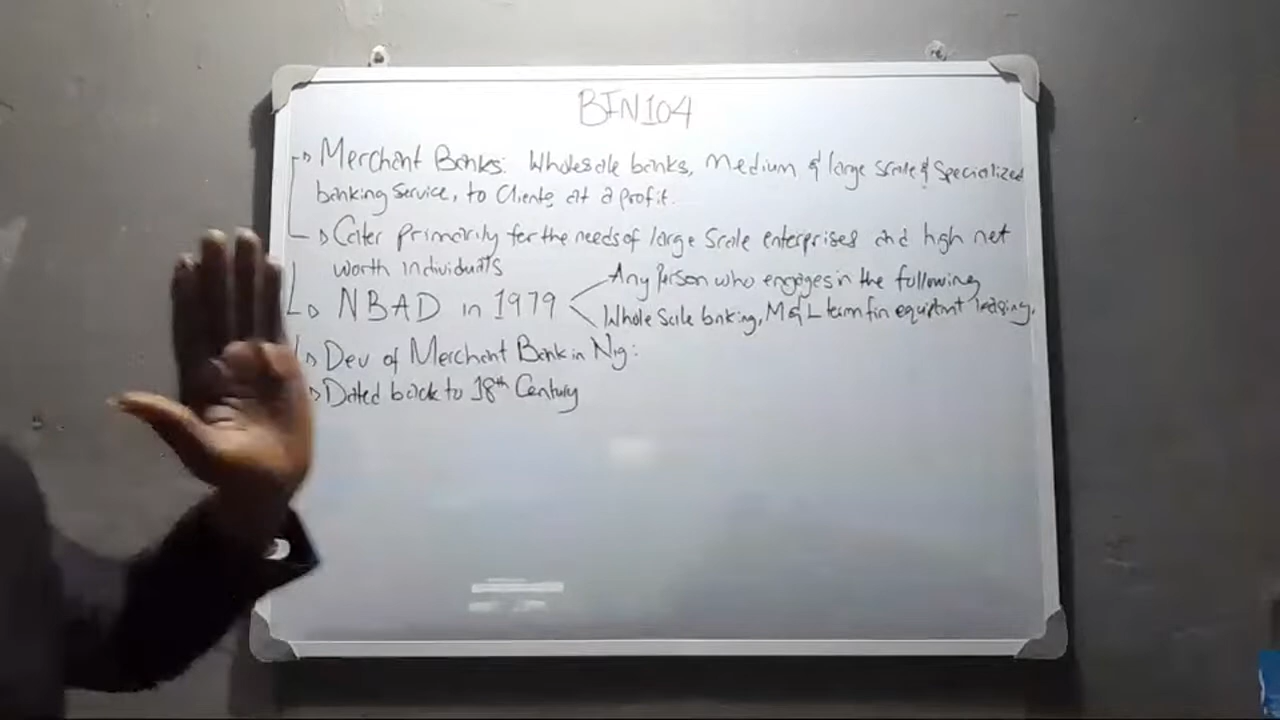 BFN104
Merchant Banks: Wholesale banks, Medium & large scale & Specialized
banking service, to Clients at a profit.
Cater primarily for the needs of large scale enterprises and high net
worth individuals
NBAD in 1979
Any Person who engages in the following
Whole Sale banking, M & L team fin equiptmt leasing.
Dev of Merchant Bank in Nig:
Dated back to 18th Century